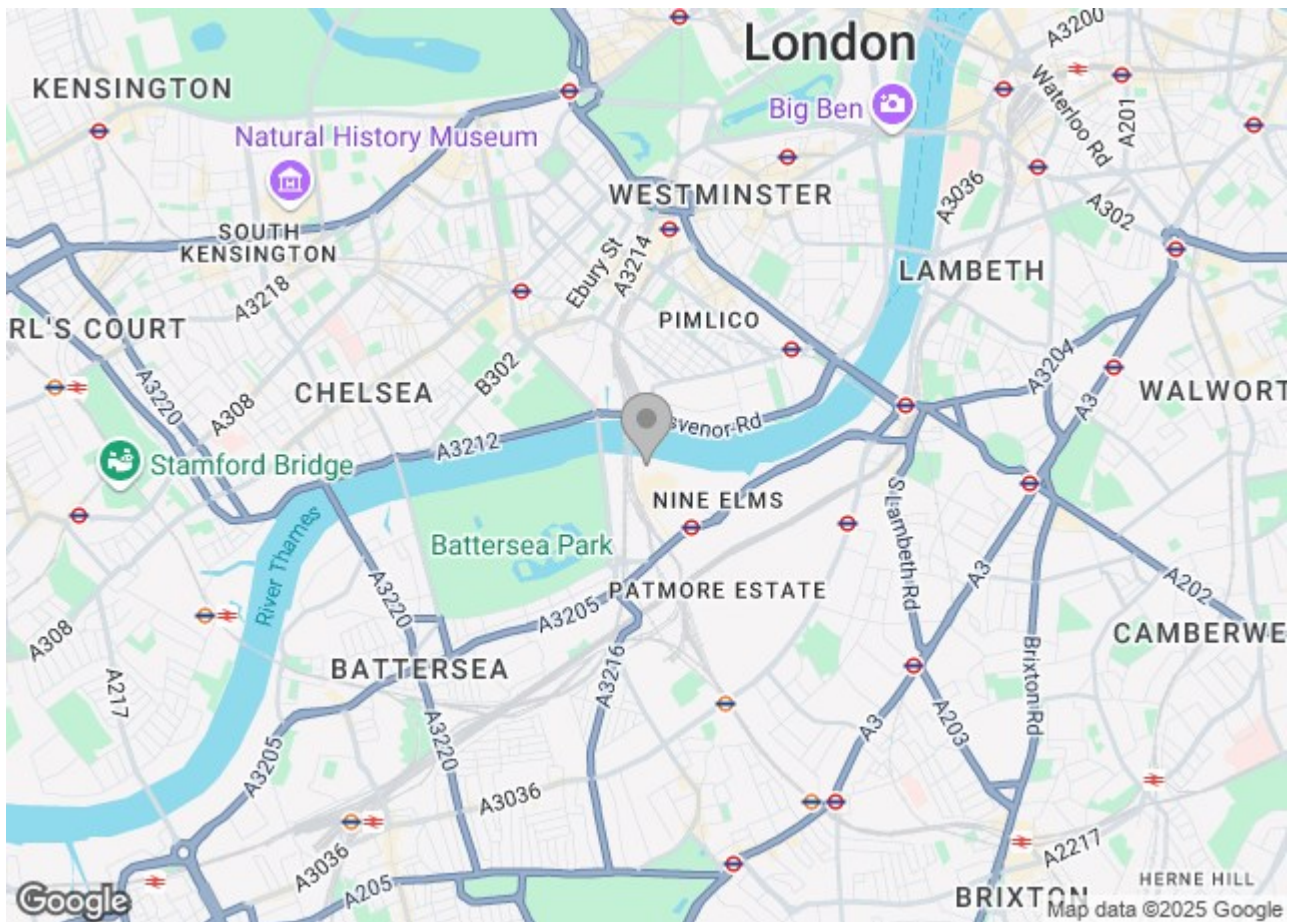 London
A3200
KENSINGTON
Waterloo Rd
A201
Big Ben
Natural History Museum
WESTMINSTER
A3036
A302
SOUTH
KENSINGTON
Ebury St
A3214
LAMBETH
A3218
RL'S COURT
PIMLICO
A3204
B302
A3220
A308
CHELSEA
A3
WALWORT
svenor Rd
A3212
Stamford Bridge
NINE ELMS
S Lambeth Rd
River Thames
Battersea Park
A3
A202
PATMORE ESTATE
A3220
A3205
A308
CAMBERWE
A3216
BATTERSEA
Brixton Rd
A217
A3220
A3
A203
A3205
A3036
A3036
A2217
A205
HERNE HILL
BRIXTON
Google
Map data ©2025 Google